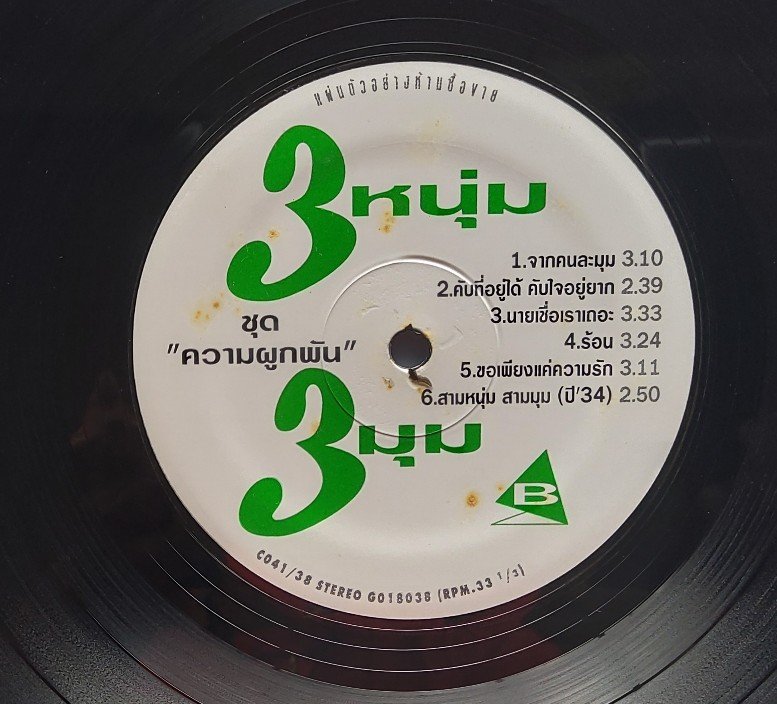 แผ่นตัวอย่างห้ามซื้อขาย
3หนุ่ม
1.จากคนละมุม 3.10
2.คับที่อยู่ได้ คับใจอยู่ยาก 2.39
3.นายเชื่อเราเถอะ 3.33
4.ร้อน 3.24
5.ขอเพียงแค่ความรัก 3.11
6.สามหนุ่ม สามมุม (ปี'34) 2.50
ชุด
"ความผูกพัน"
3มุม
B
C041/38 STEREO G018038 (RPM.33 1/3)